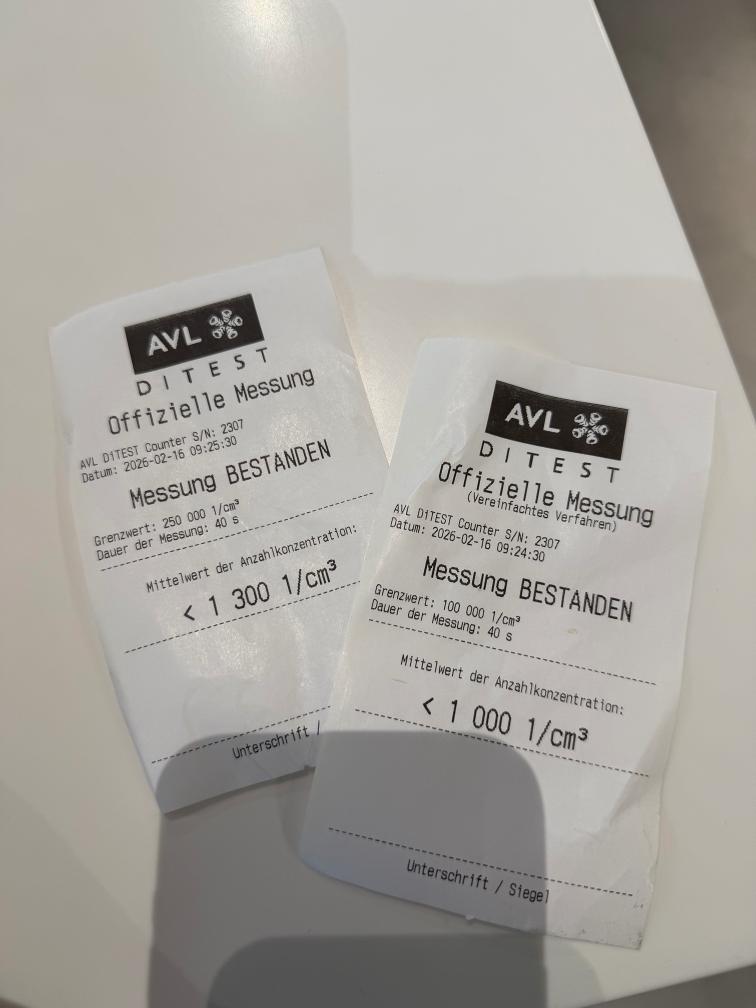 AVL
DITEST
Offizielle Messung
AVL DiTEST Counter S/N: 2307
Datum: 2026-02-16 09:25:30
Messung BESTANDEN
Grenzwert: 250 000 1/cm³
Dauer der Messung: 40 s
Mittelwert der Anzahlkonzentration:
< 1 300 1/cm³
Unterschrift /
AVL
DITEST
Offizielle Messung
(Vereinfachtes Verfahren)
AVL DiTEST Counter S/N: 2307
Datum: 2026-02-16 09:24:30
Messung BESTANDEN
Grenzwert: 100 000 1/cm³
Dauer der Messung: 40 s
Mittelwert der Anzahlkonzentration:
< 1 000 1/cm³
Unterschrift / Siegel